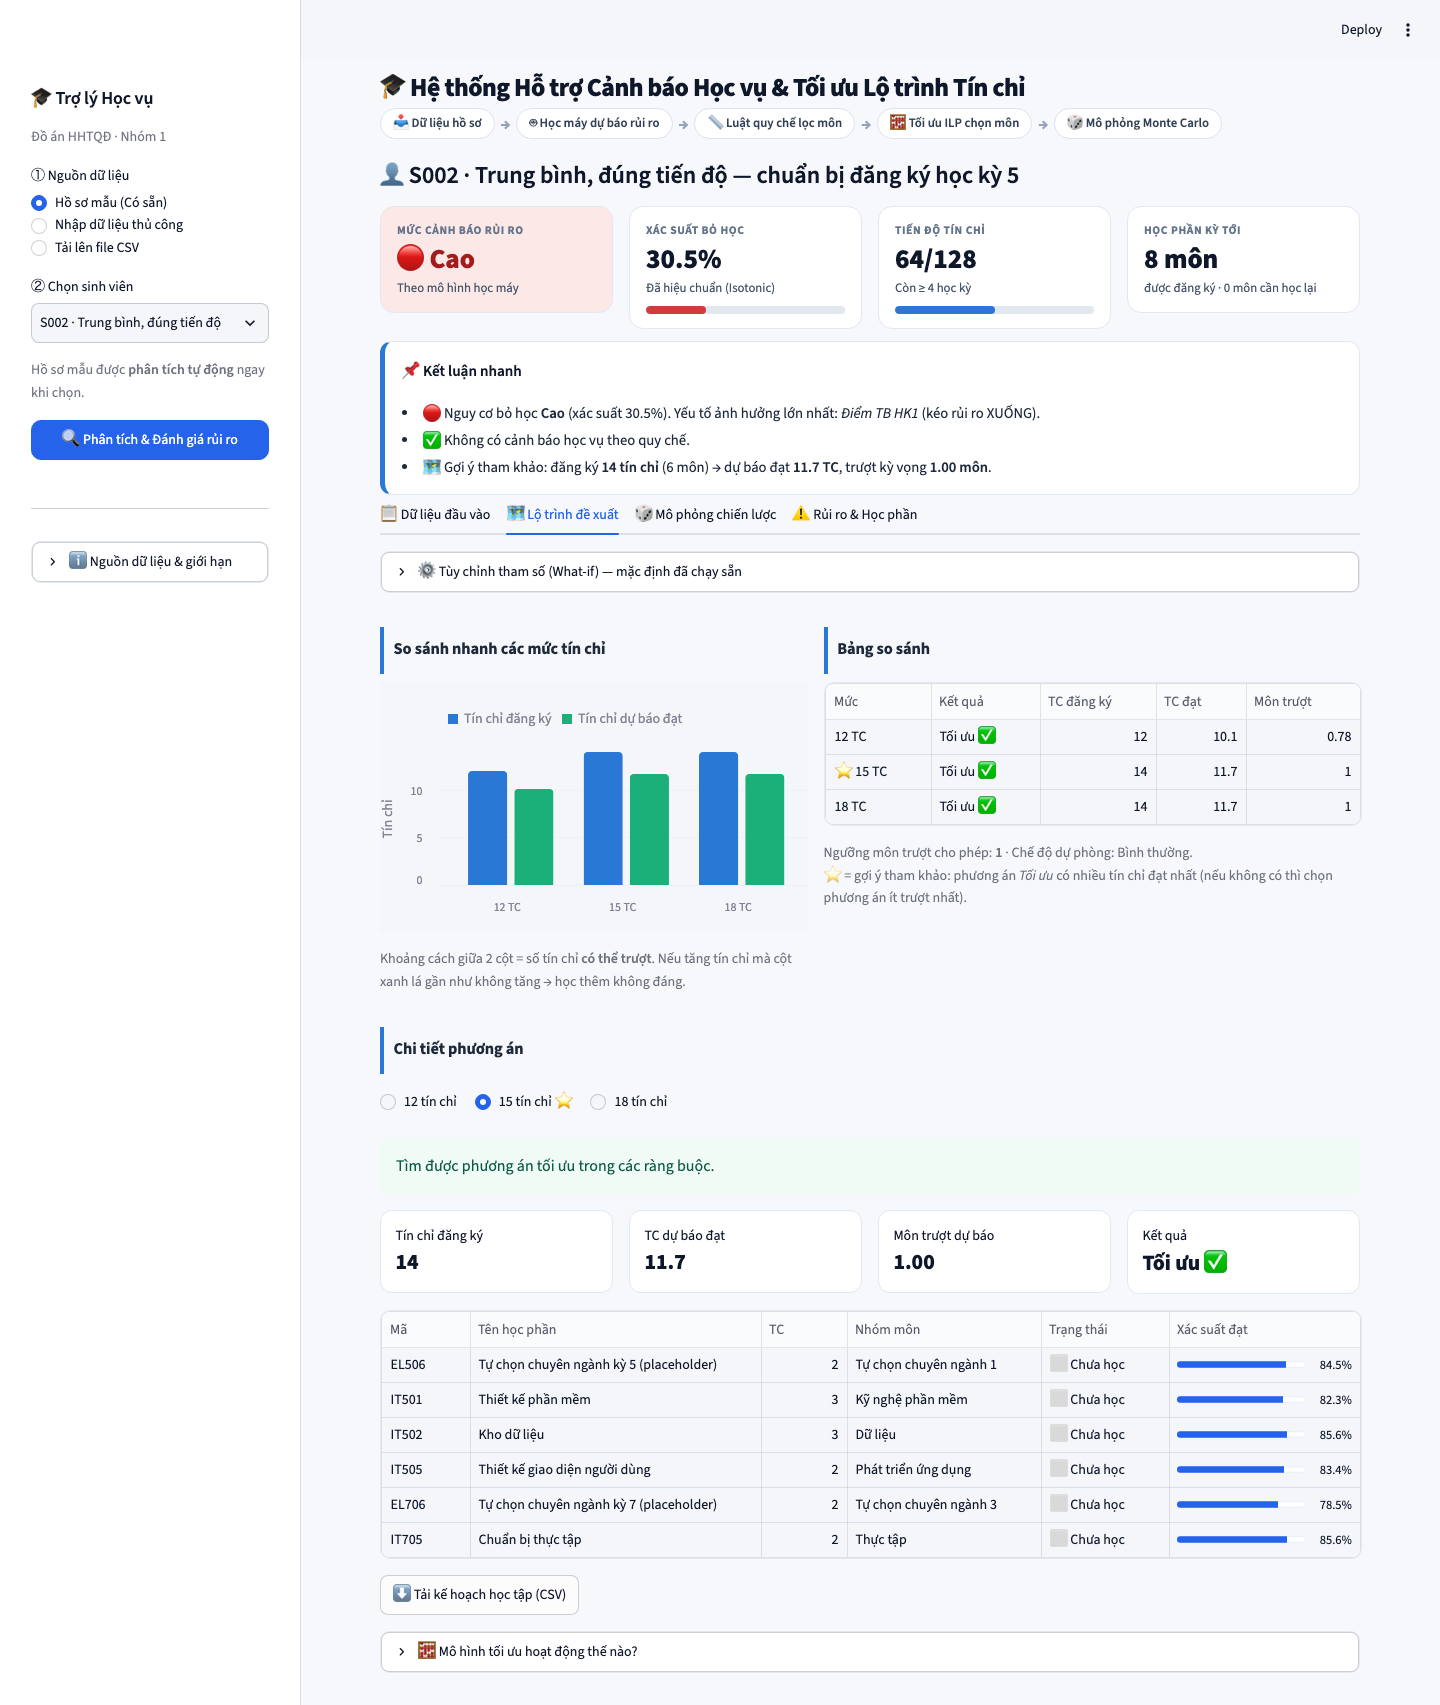 Deploy
🎓 Trợ lý Học vụ
Đồ án HHTQĐ · Nhóm 1
① Nguồn dữ liệu
Hồ sơ mẫu (Có sẵn)
Nhập dữ liệu thủ công
Tải lên file CSV
② Chọn sinh viên
S002 · Trung bình, đúng tiến độ
Hồ sơ mẫu được phân tích tự động ngay
khi chọn.
🔍 Phân tích & Đánh giá rủi ro
ℹ️ Nguồn dữ liệu & giới hạn
🎓 Hệ thống Hỗ trợ Cảnh báo Học vụ & Tối ưu Lộ trình Tín chỉ
📥 Dữ liệu hồ sơ → Học máy dự báo rủi ro → 📏 Luật quy chế lọc môn → 🧮 Tối ưu ILP chọn môn → 🎲 Mô phỏng Monte Carlo
👤 S002 · Trung bình, đúng tiến độ — chuẩn bị đăng ký học kỳ 5
MỨC CẢNH BÁO RỦI RO
🔴 Cao
Theo mô hình học máy
XÁC SUẤT BỎ HỌC
30.5%
Đã hiệu chuẩn (Isotonic)
TIẾN ĐỘ TÍN CHỈ
64/128
Còn ≥ 4 học kỳ
HỌC PHẦN KỲ TỚI
8 môn
được đăng ký · 0 môn cần học lại
📌 Kết luận nhanh
• 🔴 Nguy cơ bỏ học Cao (xác suất 30.5%). Yếu tố ảnh hưởng lớn nhất: Điểm TB HK1 (kéo rủi ro XUỐNG).
• ✅ Không có cảnh báo học vụ theo quy chế.
• 🗺️ Gợi ý tham khảo: đăng ký 14 tín chỉ (6 môn) → dự báo đạt 11.7 TC, trượt kỳ vọng 1.00 môn.
📋 Dữ liệu đầu vào 🗺️ Lộ trình đề xuất 🎲 Mô phỏng chiến lược ⚠️ Rủi ro & Học phần
⚙️ Tùy chỉnh tham số (What-if) — mặc định đã chạy sẵn
So sánh nhanh các mức tín chỉ
Tín chỉ đăng ký Tín chỉ dự báo đạt
Tín chỉ
10
5
0
12 TC 15 TC 18 TC
Khoảng cách giữa 2 cột = số tín chỉ có thể trượt. Nếu tăng tín chỉ mà cột
xanh lá gần như không tăng → học thêm không đáng.
Bảng so sánh
Mức Kết quả TC đăng ký TC đạt Môn trượt
12 TC Tối ưu ✅ 12 10.1 0.78
⭐ 15 TC Tối ưu ✅ 14 11.7 1
18 TC Tối ưu ✅ 14 11.7 1
Ngưỡng môn trượt cho phép: 1 · Chế độ dự phòng: Bình thường.
⭐ = gợi ý tham khảo: phương án Tối ưu có nhiều tín chỉ đạt nhất (nếu không có thì chọn
phương án ít trượt nhất).
Chi tiết phương án
12 tín chỉ 15 tín chỉ ⭐ 18 tín chỉ
Tìm được phương án tối ưu trong các ràng buộc.
Tín chỉ đăng ký
14
TC dự báo đạt
11.7
Môn trượt dự báo
1.00
Kết quả
Tối ưu ✅
Mã Tên học phần TC Nhóm môn Trạng thái Xác suất đạt
EL506 Tự chọn chuyên ngành kỳ 5 (placeholder) 2 Tự chọn chuyên ngành 1 ⬜ Chưa học 84.5%
IT501 Thiết kế phần mềm 3 Kỹ nghệ phần mềm ⬜ Chưa học 82.3%
IT502 Kho dữ liệu 3 Dữ liệu ⬜ Chưa học 85.6%
IT505 Thiết kế giao diện người dùng 2 Phát triển ứng dụng ⬜ Chưa học 83.4%
EL706 Tự chọn chuyên ngành kỳ 7 (placeholder) 2 Tự chọn chuyên ngành 3 ⬜ Chưa học 78.5%
IT705 Chuẩn bị thực tập 2 Thực tập ⬜ Chưa học 85.6%
⬇️ Tải kế hoạch học tập (CSV)
🧮 Mô hình tối ưu hoạt động thế nào?